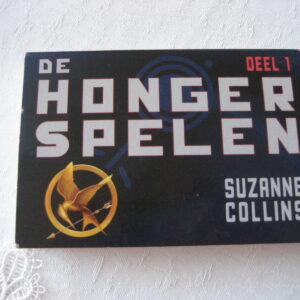 DE
DEEL 1
HONGER
SPELEN
SUZANNE
COLLINS